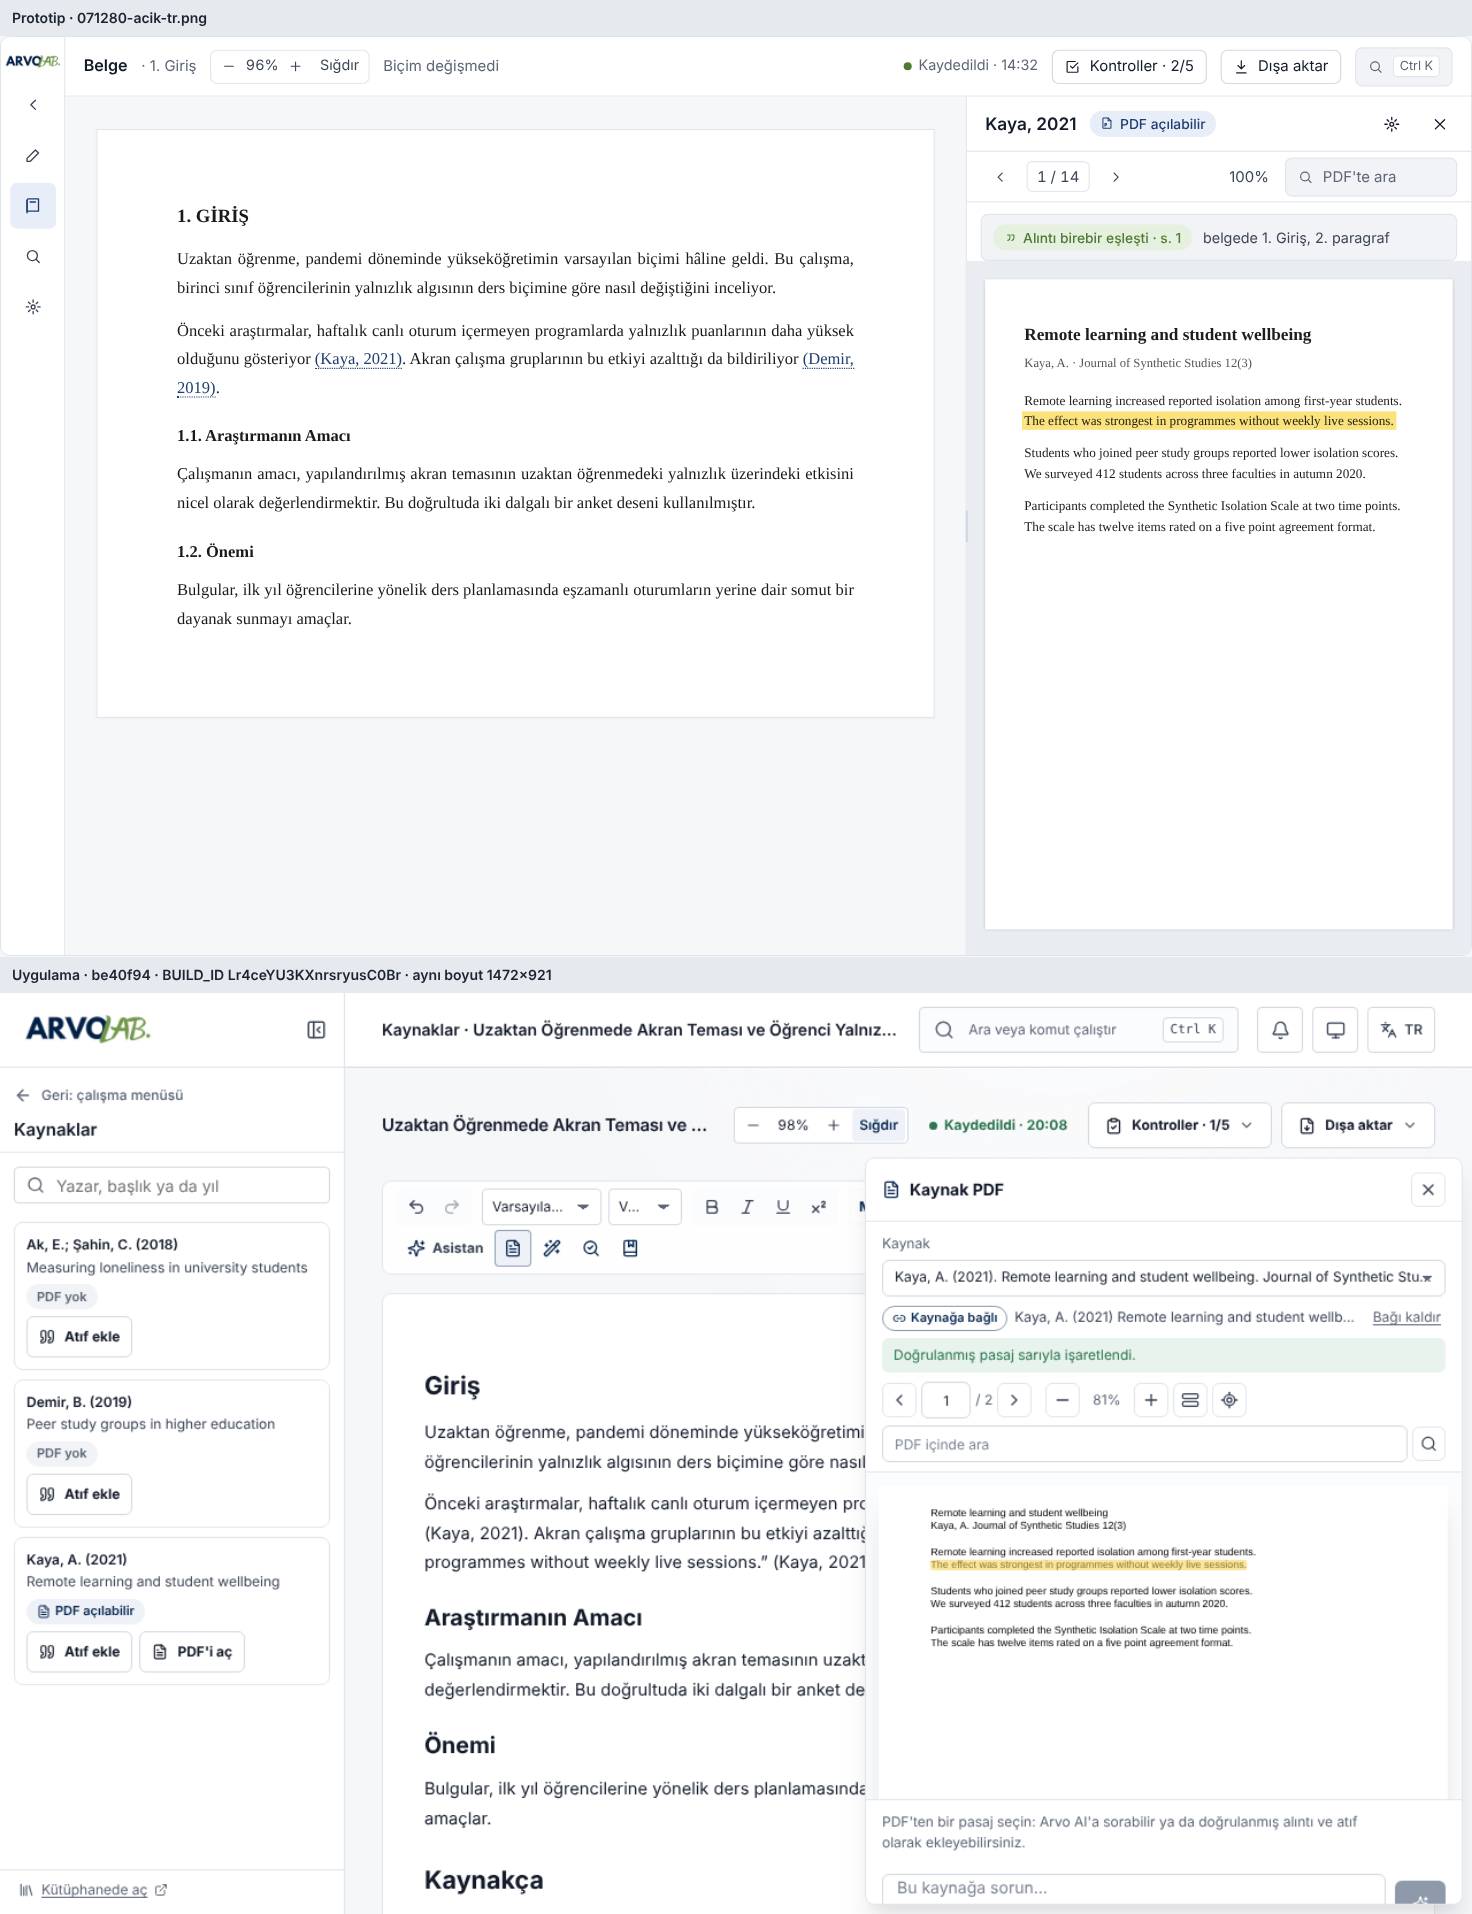 Prototip · 071280-acik-tr.png
ARVOLAB.
Belge · 1. Giriş
96% Sığdır
Biçim değişmedi
Kaydedildi · 14:32
Kontroller · 2/5
Dışa aktar
Ctrl K
1. GİRİŞ
Uzaktan öğrenme, pandemi döneminde yükseköğretimin varsayılan biçimi hâline geldi. Bu çalışma,
birinci sınıf öğrencilerinin yalnızlık algısının ders biçimine göre nasıl değiştiğini inceliyor.
Önceki araştırmalar, haftalık canlı oturum içermeyen programlarda yalnızlık puanlarının daha yüksek
olduğunu gösteriyor (Kaya, 2021). Akran çalışma gruplarının bu etkiyi azalttığı da bildiriliyor (Demir,
2019).
1.1. Araştırmanın Amacı
Çalışmanın amacı, yapılandırılmış akran temasının uzaktan öğrenmedeki yalnızlık üzerindeki etkisini
nicel olarak değerlendirmektir. Bu doğrultuda iki dalgalı bir anket deseni kullanılmıştır.
1.2. Önemi
Bulgular, ilk yıl öğrencilerine yönelik ders planlamasında eşzamanlı oturumların yerine dair somut bir
dayanak sunmayı amaçlar.
Kaya, 2021
PDF açılabilir
1 / 14
100%
PDF'te ara
Alıntı birebir eşleşti · s. 1
belgede 1. Giriş, 2. paragraf
Remote learning and student wellbeing
Kaya, A. · Journal of Synthetic Studies 12(3)
Remote learning increased reported isolation among first-year students.
The effect was strongest in programmes without weekly live sessions.
Students who joined peer study groups reported lower isolation scores.
We surveyed 412 students across three faculties in autumn 2020.
Participants completed the Synthetic Isolation Scale at two time points.
The scale has twelve items rated on a five point agreement format.
Uygulama · be40f94 · BUILD_ID Lr4ceYU3KXnrsryusC0Br · aynı boyut 1472×921
ARVOLAB.
Geri: çalışma menüsü
Kaynaklar
Yazar, başlık ya da yıl
Ak, E.; Şahin, C. (2018)
Measuring loneliness in university students
PDF yok
Atıf ekle
Demir, B. (2019)
Peer study groups in higher education
PDF yok
Atıf ekle
Kaya, A. (2021)
Remote learning and student wellbeing
PDF açılabilir
Atıf ekle
PDF'i aç
Kütüphanede aç
Kaynaklar · Uzaktan Öğrenmede Akran Teması ve Öğrenci Yalnız...
Ara veya komut çalıştır
Ctrl K
TR
Uzaktan Öğrenmede Akran Teması ve ...
98% Sığdır
Kaydedildi · 20:08
Kontroller · 1/5
Dışa aktar
Varsayıla...
V...
B I U x²
Asistan
Giriş
Uzaktan öğrenme, pandemi döneminde yükseköğretimi
öğrencilerinin yalnızlık algısının ders biçimine göre nasıl
Önceki araştırmalar, haftalık canlı oturum içermeyen pro
(Kaya, 2021). Akran çalışma gruplarının bu etkiyi azalttığ
programmes without weekly live sessions.” (Kaya, 2021
Araştırmanın Amacı
Çalışmanın amacı, yapılandırılmış akran temasının uzakt
değerlendirmektir. Bu doğrultuda iki dalgalı bir anket de
Önemi
Bulgular, ilk yıl öğrencilerine yönelik ders planlamasında
amaçlar.
Kaynakça
Kaynak PDF
Kaynak
Kaya, A. (2021). Remote learning and student wellbeing. Journal of Synthetic Stu...
Kaynağa bağlı
Kaya, A. (2021) Remote learning and student wellb...
Bağı kaldır
Doğrulanmış pasaj sarıyla işaretlendi.
1 / 2
81%
PDF içinde ara
Remote learning and student wellbeing
Kaya, A. Journal of Synthetic Studies 12(3)
Remote learning increased reported isolation among first-year students.
The effect was strongest in programmes without weekly live sessions.
Students who joined peer study groups reported lower isolation scores.
We surveyed 412 students across three faculties in autumn 2020.
Participants completed the Synthetic Isolation Scale at two time points.
The scale has twelve items rated on a five point agreement format.
PDF'ten bir pasaj seçin: Arvo AI'a sorabilir ya da doğrulanmış alıntı ve atıf
olarak ekleyebilirsiniz.
Bu kaynağa sorun...